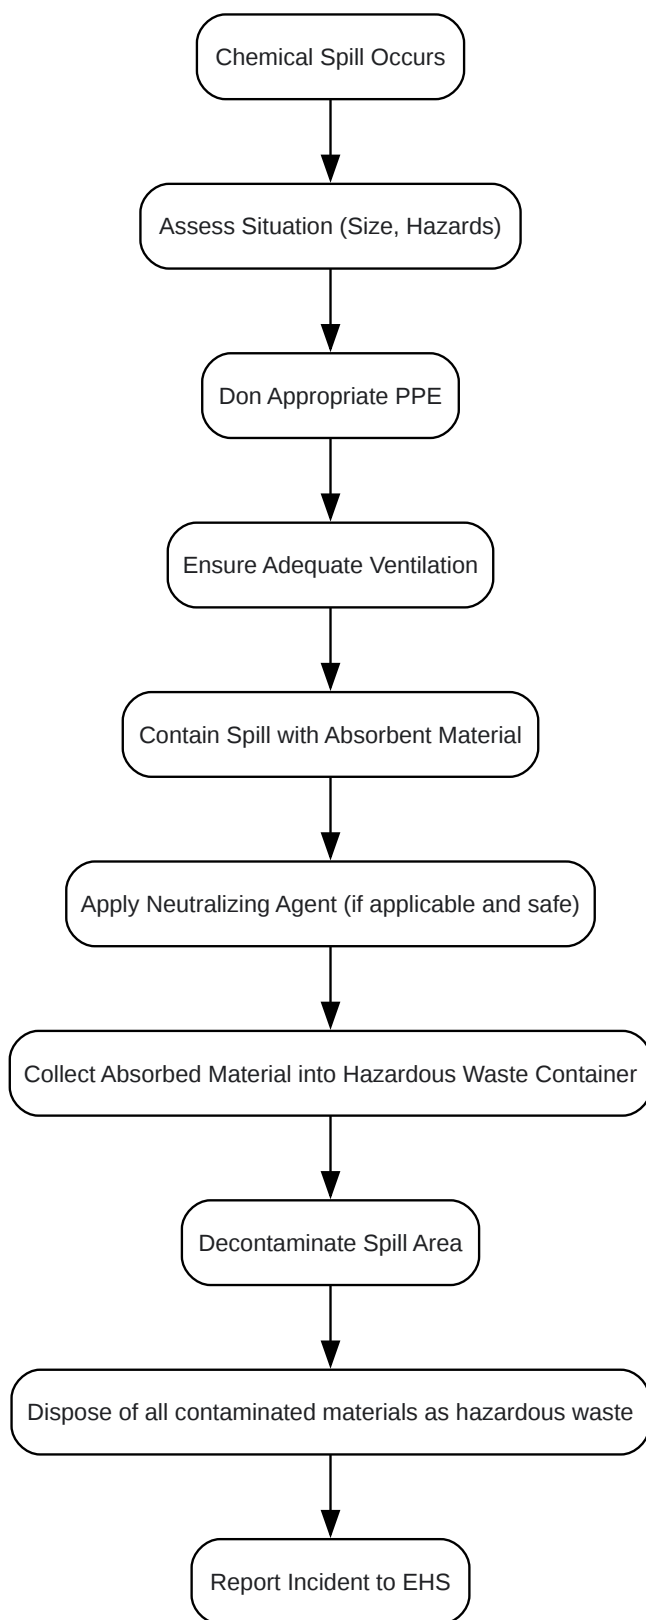 Chemical Spill Occurs
Assess Situation (Size, Hazards)
Don Appropriate PPE
Ensure Adequate Ventilation
Contain Spill with Absorbent Material
Apply Neutralizing Agent (if applicable and safe)
Collect Absorbed Material into Hazardous Waste Container
Decontaminate Spill Area
Dispose of all contaminated materials as hazardous waste
Report Incident to EHS